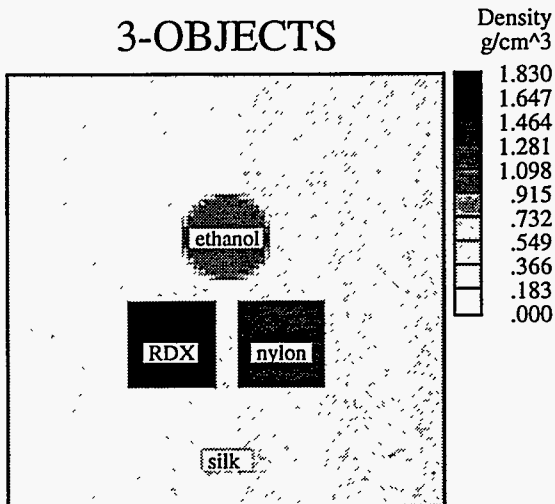 3-OBJECTS
Density
g/cm^3
1.830
1.647
1.464
1.281
1.098
.915
.732
.549
.366
.183
.000
ethanol
RDX
nylon
silk